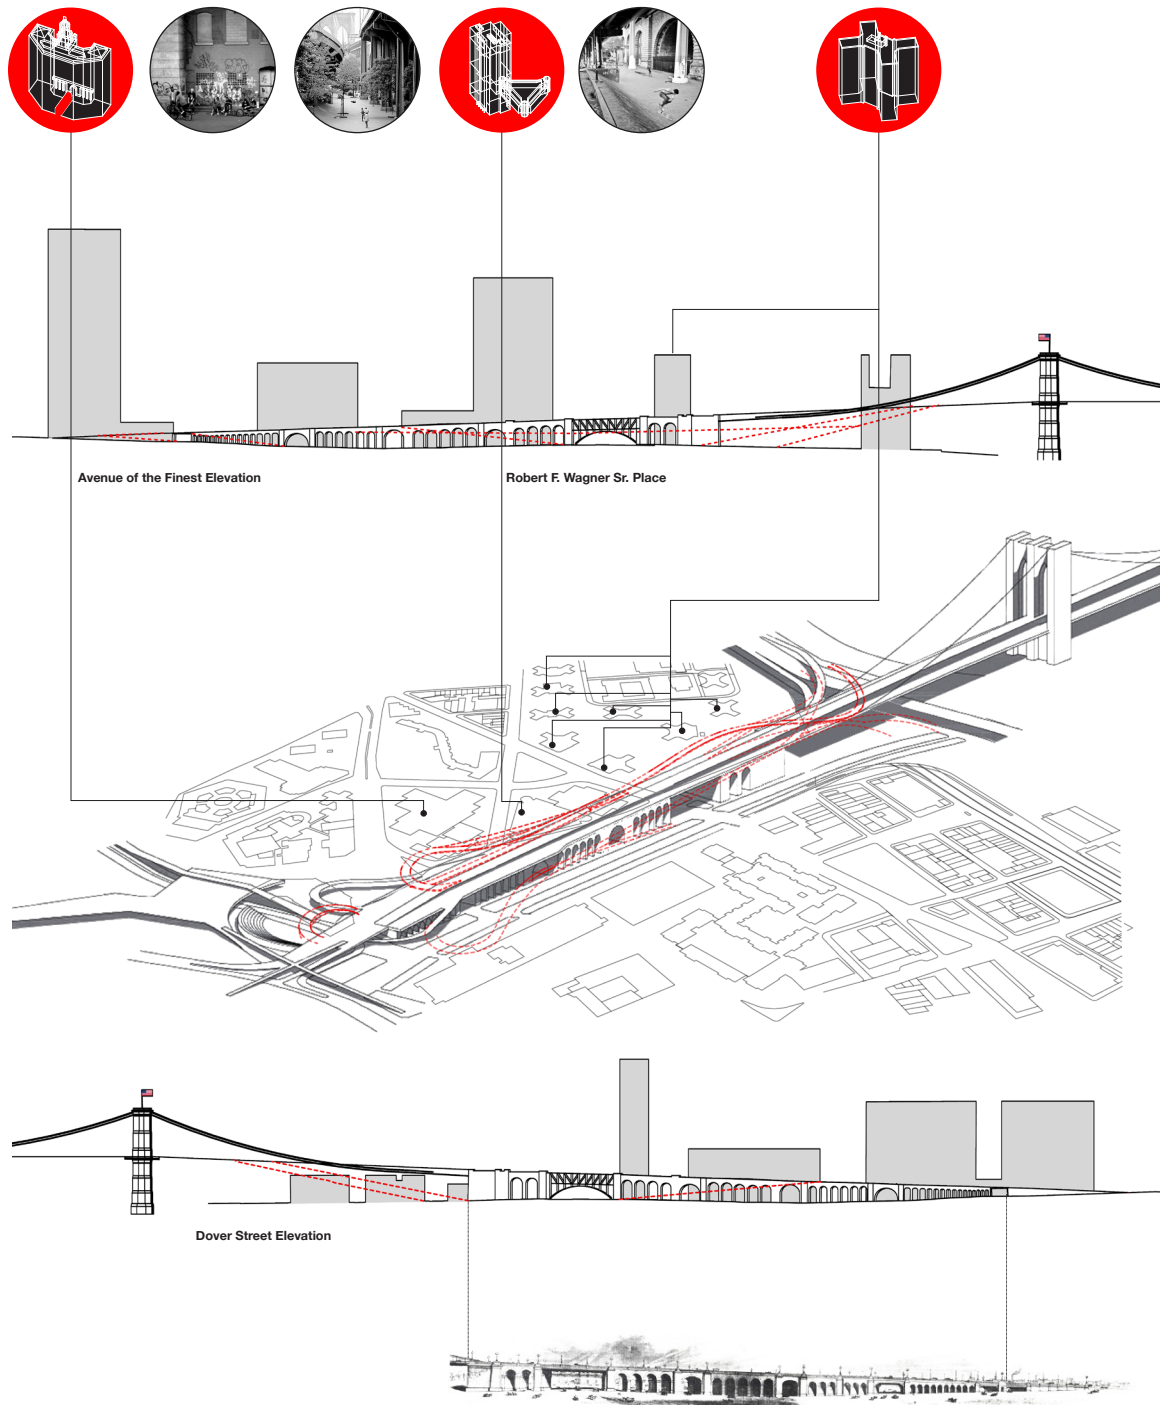 Avenue of the Finest Elevation
Robert F. Wagner Sr. Place
Dover Street Elevation